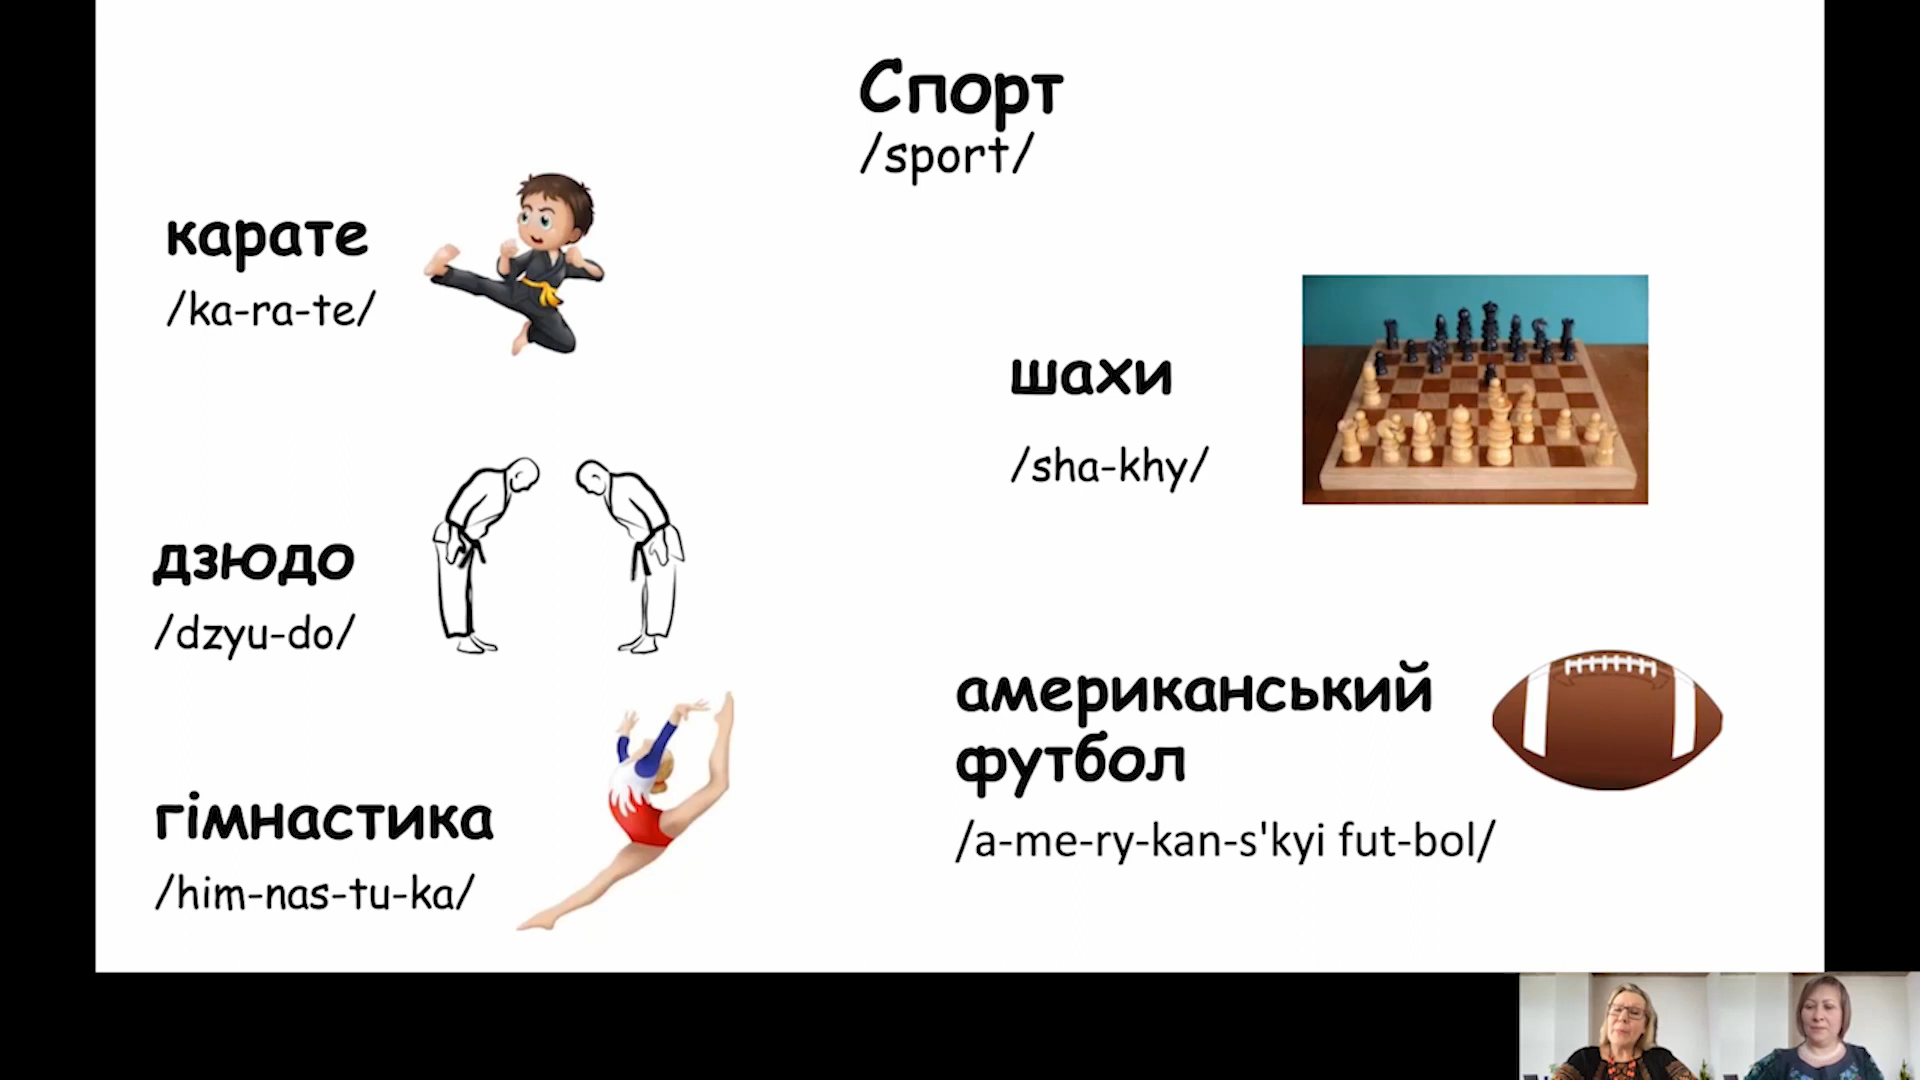 Спорт
/sport/
карате
/ka-ra-te/
дзюдо
/dzyu-do/
гімнастика
/him-nas-tu-ka/
шахи
/sha-khy/
американський
футбол
/a-me-ry-kan-s'kyi fut-bol/